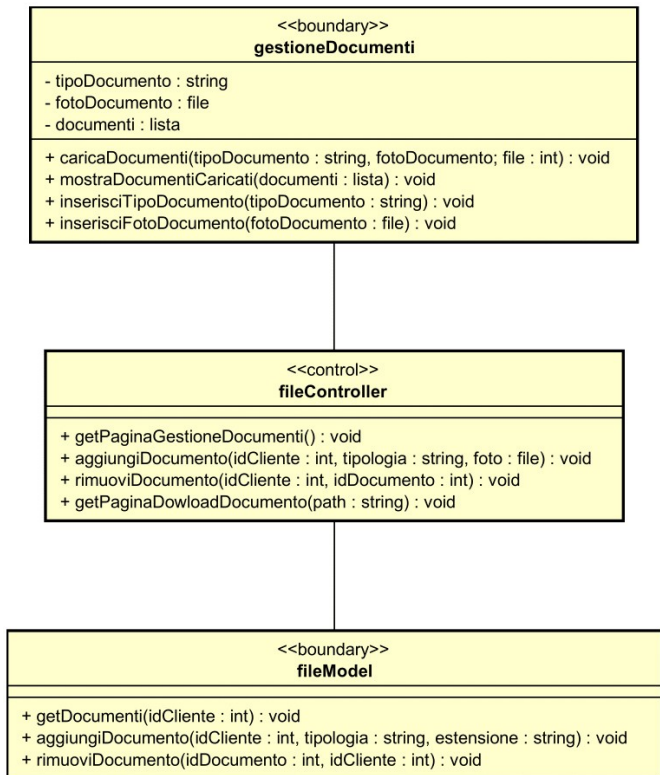 <<boundary>>
gestioneDocumenti
- tipoDocumento : string
- fotoDocumento : file
- documenti : lista
+ caricaDocumenti(tipoDocumento : string, fotoDocumento; file : int) : void
+ mostraDocumentiCaricati(documenti : lista) : void
+ inserisciTipoDocumento(tipoDocumento : string) : void
+ inserisciFotoDocumento(fotoDocumento : file) : void
<<control>>
fileController
+ getPaginaGestioneDocumenti() : void
+ aggiungiDocumento(idCliente : int, tipologia : string, foto : file) : void
+ rimuoviDocumento(idCliente : int, idDocumento : int) : void
+ getPaginaDowloadDocumento(path : string) : void
<<boundary>>
fileModel
+ getDocumenti(idCliente : int) : void
+ aggiungiDocumento(idCliente : int, tipologia : string, estensione : string) : void
+ rimuoviDocumento(idDocumento : int, idCliente : int) : void